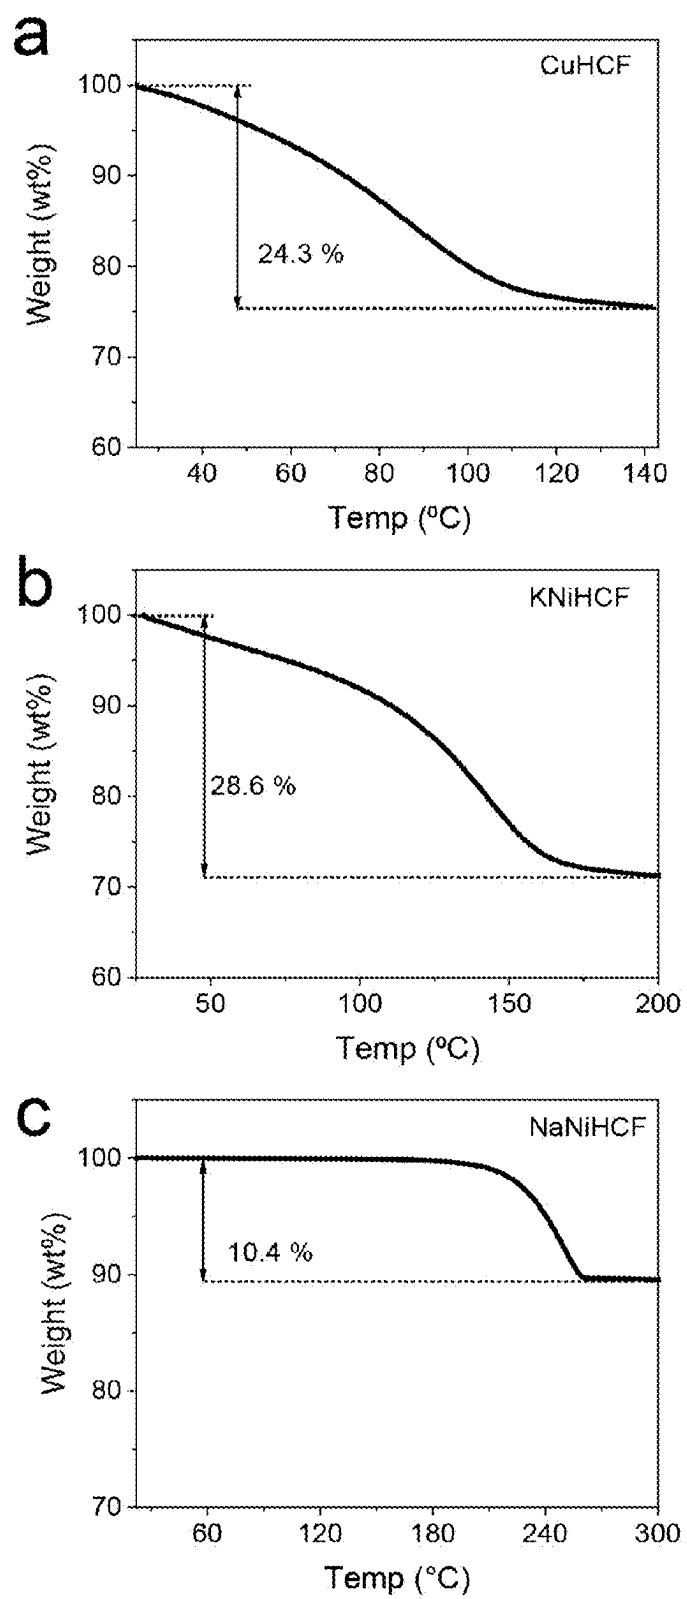 a
CuHCF
100
90
80
70
60
Weight (wt%)
24.3 %
40 60 80 100 120 140
Temp (ºC)
b
KNiHCF
100
90
80
70
60
Weight (wt%)
28.6 %
50 100 150 200
Temp (ºC)
c
NaNiHCF
100
90
80
70
Weight (wt%)
10.4 %
60 120 180 240 300
Temp (°C)